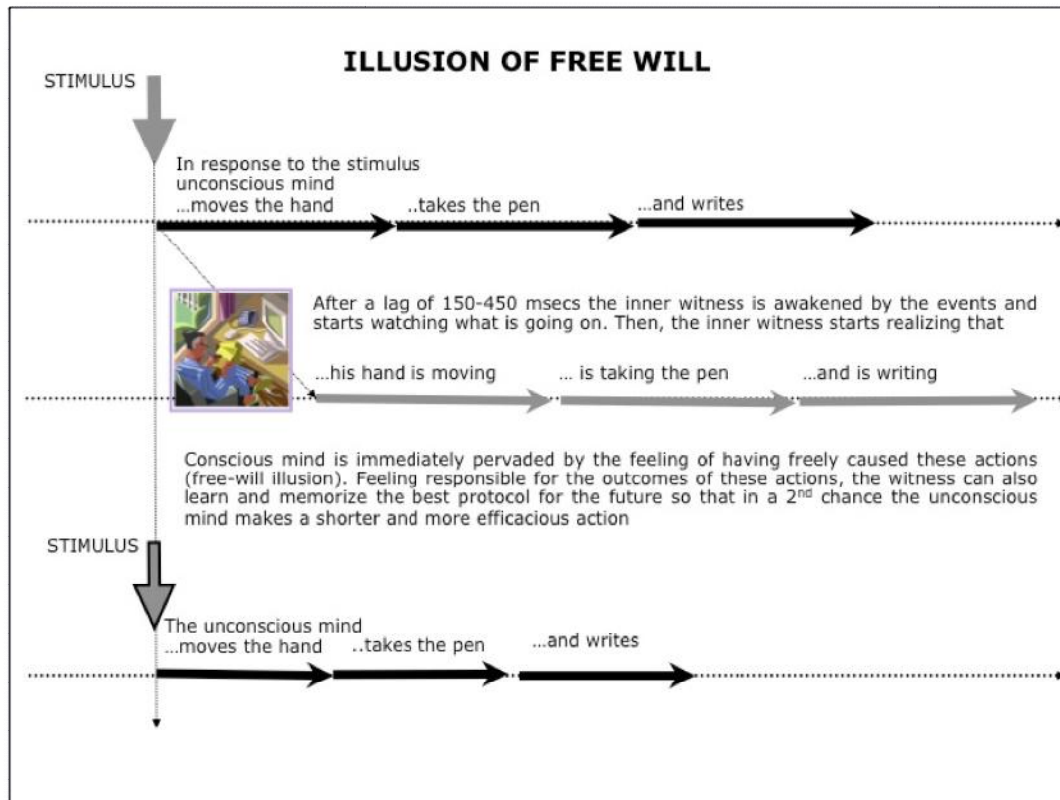 ILLUSION OF FREE WILL
STIMULUS
In response to the stimulus
unconscious mind
...moves the hand
..takes the pen
...and writes
After a lag of 150-450 msecs the inner witness is awakened by the events and
starts watching what is going on. Then, the inner witness starts realizing that
...his hand is moving
... is taking the pen
...and is writing
Conscious mind is immediately pervaded by the feeling of having freely caused these actions
(free-will illusion). Feeling responsible for the outcomes of these actions, the witness can also
learn and memorize the best protocol for the future so that in a 2nd chance the unconscious
mind makes a shorter and more efficacious action
STIMULUS
The unconscious mind
...moves the hand
..takes the pen
...and writes